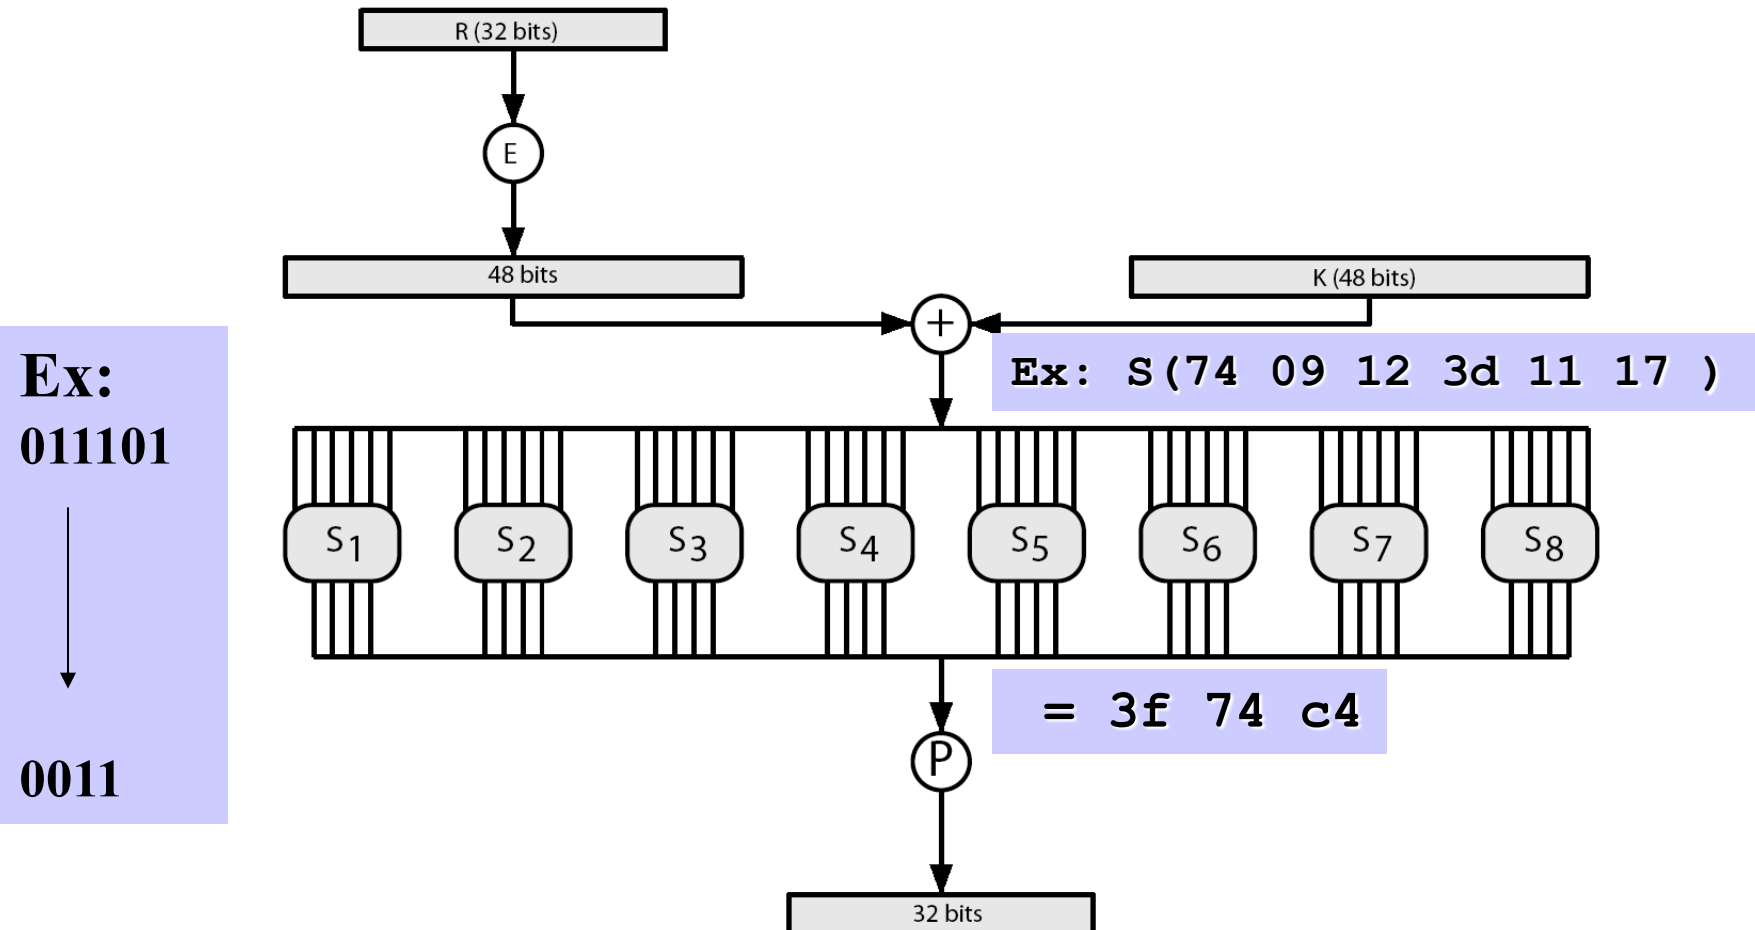 R (32 bits)
E
48 bits
K (48 bits)
+
Ex:
011101
0011
Ex: S(74 09 12 3d 11 17 )
S1 S2 S3 S4 S5 S6 S7 S8
= 3f 74 c4
P
32 bits